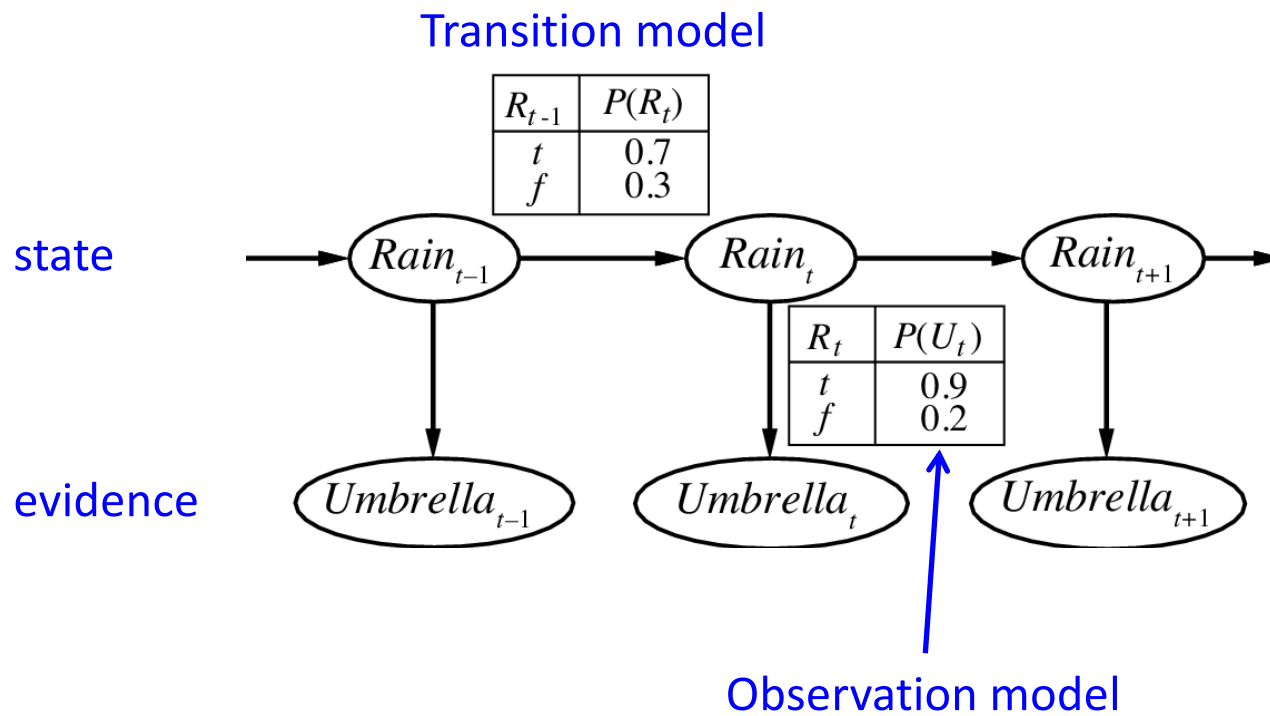 Transition model
R_{t-1} P(R_t)
t 0.7
f 0.3
state
Rain_{t–1}
Rain_t
Rain_{t+1}
R_t P(U_t)
t 0.9
f 0.2
evidence
Umbrella_{t–1}
Umbrella_t
Umbrella_{t+1}
Observation model